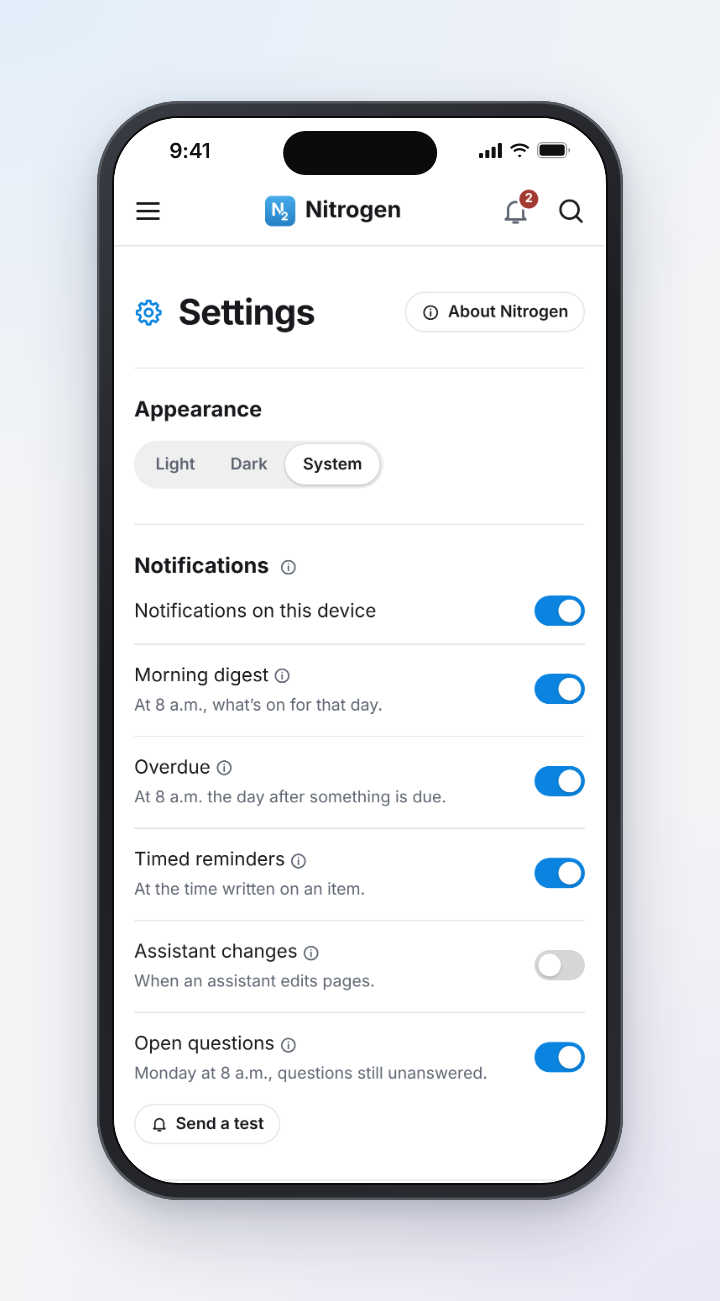 9:41
N2
Nitrogen
2
Settings
About Nitrogen
Appearance
Light
Dark
System
Notifications
Notifications on this device
Morning digest
At 8 a.m., what’s on for that day.
Overdue
At 8 a.m. the day after something is due.
Timed reminders
At the time written on an item.
Assistant changes
When an assistant edits pages.
Open questions
Monday at 8 a.m., questions still unanswered.
Send a test